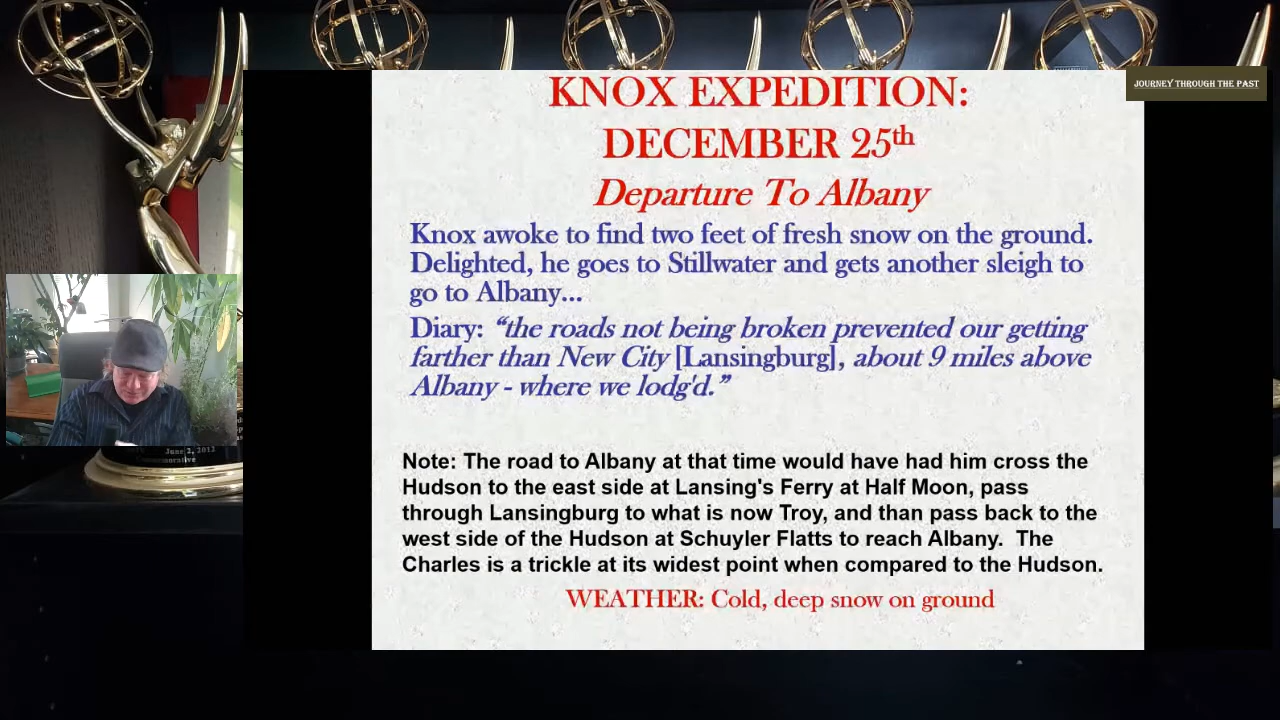 JOURNEY THROUGH THE PAST
KNOX EXPEDITION:
DECEMBER 25th
Departure To Albany
Knox awoke to find two feet of fresh snow on the ground.
Delighted, he goes to Stillwater and gets another sleigh to
go to Albany...
Diary: “the roads not being broken prevented our getting
farther than New City [Lansingburg], about 9 miles above
Albany - where we lodg'd.”
Note: The road to Albany at that time would have had him cross the
Hudson to the east side at Lansing's Ferry at Half Moon, pass
through Lansingburg to what is now Troy, and than pass back to the
west side of the Hudson at Schuyler Flatts to reach Albany. The
Charles is a trickle at its widest point when compared to the Hudson.
WEATHER: Cold, deep snow on ground
June 2, 2012
Commemorative